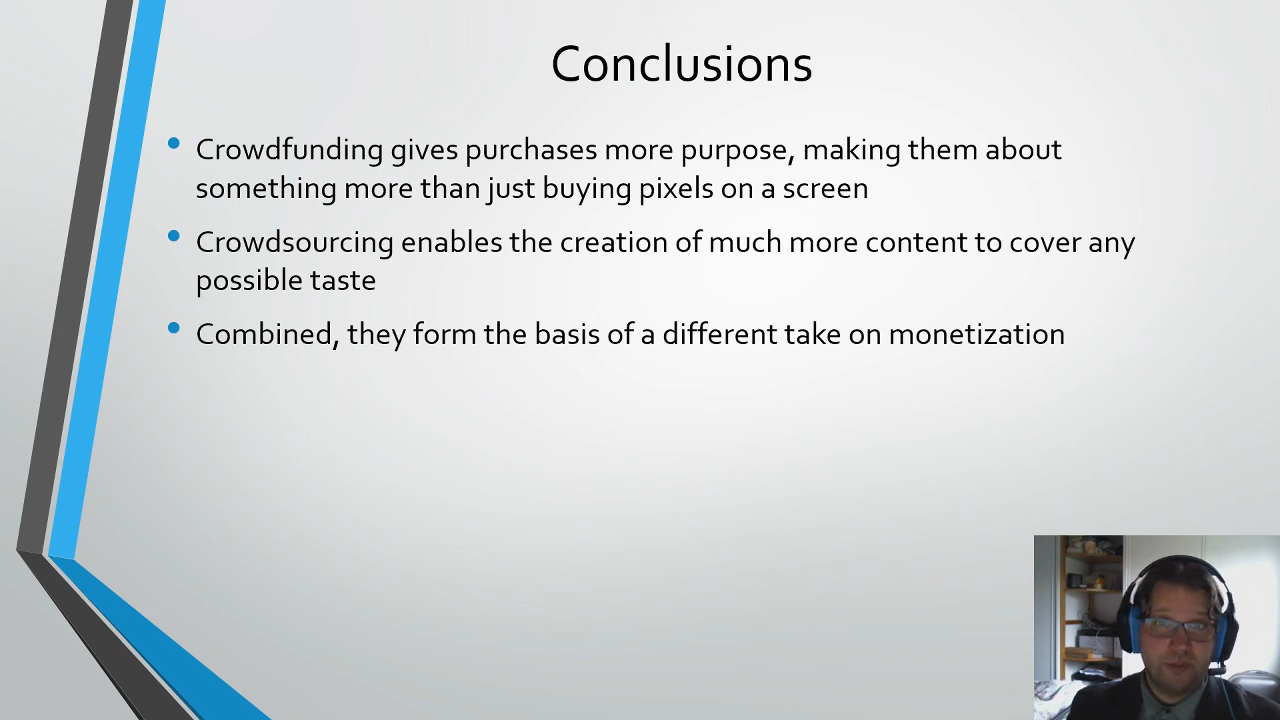 Conclusions
Crowdfunding gives purchases more purpose, making them about
something more than just buying pixels on a screen
Crowdsourcing enables the creation of much more content to cover any
possible taste
Combined, they form the basis of a different take on monetization